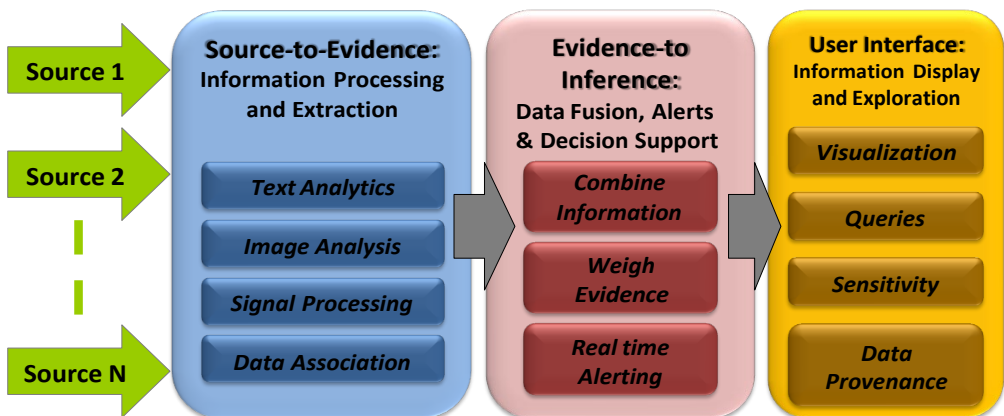 Source 1
Source 2
Source N
Source-to-Evidence:
Information Processing
and Extraction
Text Analytics
Image Analysis
Signal Processing
Data Association
Evidence-to
Inference:
Data Fusion, Alerts
& Decision Support
Combine
Information
Weigh
Evidence
Real time
Alerting
User Interface:
Information Display
and Exploration
Visualization
Queries
Sensitivity
Data
Provenance